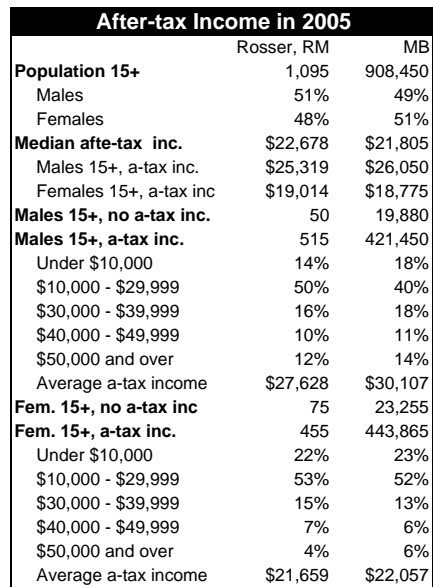 After-tax Income in 2005
Rosser, RM MB
Population 15+ 1,095 908,450
Males 51% 49%
Females 48% 51%
Median afte-tax inc. $22,678 $21,805
Males 15+, a-tax inc. $25,319 $26,050
Females 15+, a-tax inc $19,014 $18,775
Males 15+, no a-tax inc. 50 19,880
Males 15+, a-tax inc. 515 421,450
Under $10,000 14% 18%
$10,000 - $29,999 50% 40%
$30,000 - $39,999 16% 18%
$40,000 - $49,999 10% 11%
$50,000 and over 12% 14%
Average a-tax income $27,628 $30,107
Fem. 15+, no a-tax inc 75 23,255
Fem. 15+, a-tax inc. 455 443,865
Under $10,000 22% 23%
$10,000 - $29,999 53% 52%
$30,000 - $39,999 15% 13%
$40,000 - $49,999 7% 6%
$50,000 and over 4% 6%
Average a-tax income $21,659 $22,057